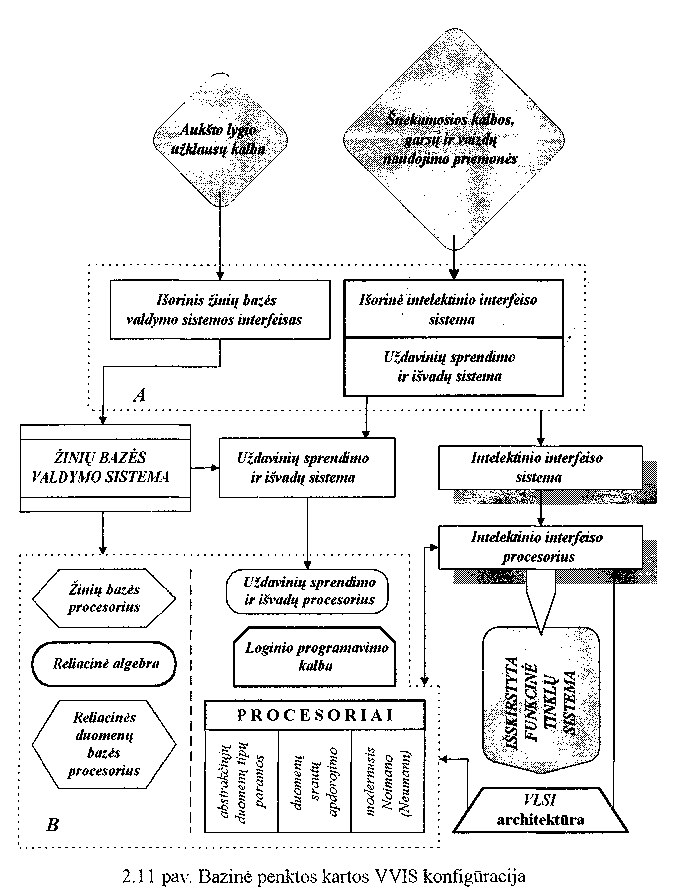 Aukšto lygio
užklausų kalba
Šnekamosios kalbos,
garsų ir vaizdų
naudojimo priemonės
Išorinis žinių bazės
valdymo sistemos interfeisas
Išorinė intelektinio interfeiso
sistema
Uždavinių sprendimo
ir išvadų sistema
A
ŽINIŲ BAZĖS
VALDYMO SISTEMA
Uždavinių sprendimo
ir išvadų sistema
Intelektinio interfeiso
sistema
Intelektinio interfeiso
procesorius
Žinių bazės
procesorius
Uždavinių sprendimo
ir išvadų procesorius
Reliacinė algebra
Loginio programavimo
kalba
Reliacinės
duomenų
bazės
procesorius
PROCESORIAI
abstrakčiųjų
duomenų tipų
paramos
duomenų
srautų
apdorojimo
modernusis
Noimano
(Neumann)
IŠSKIRSTYTA
FUNKCINĖ
TINKLŲ
SISTEMA
VLSI
architektūra
B
2.11 pav. Bazinė penktos kartos VVIS konfigūracija